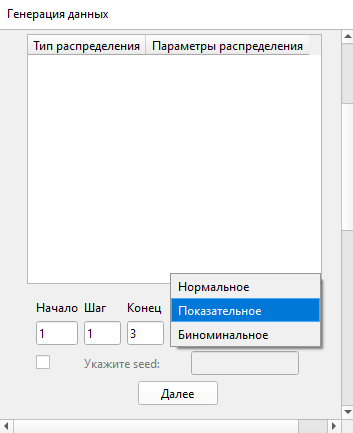 Генерация данных
Тип распределения Параметры распределения
Нормальное
Начало Шаг Конец
Показательное
1 1 3
Биноминальное
Укажите seed:
Далее